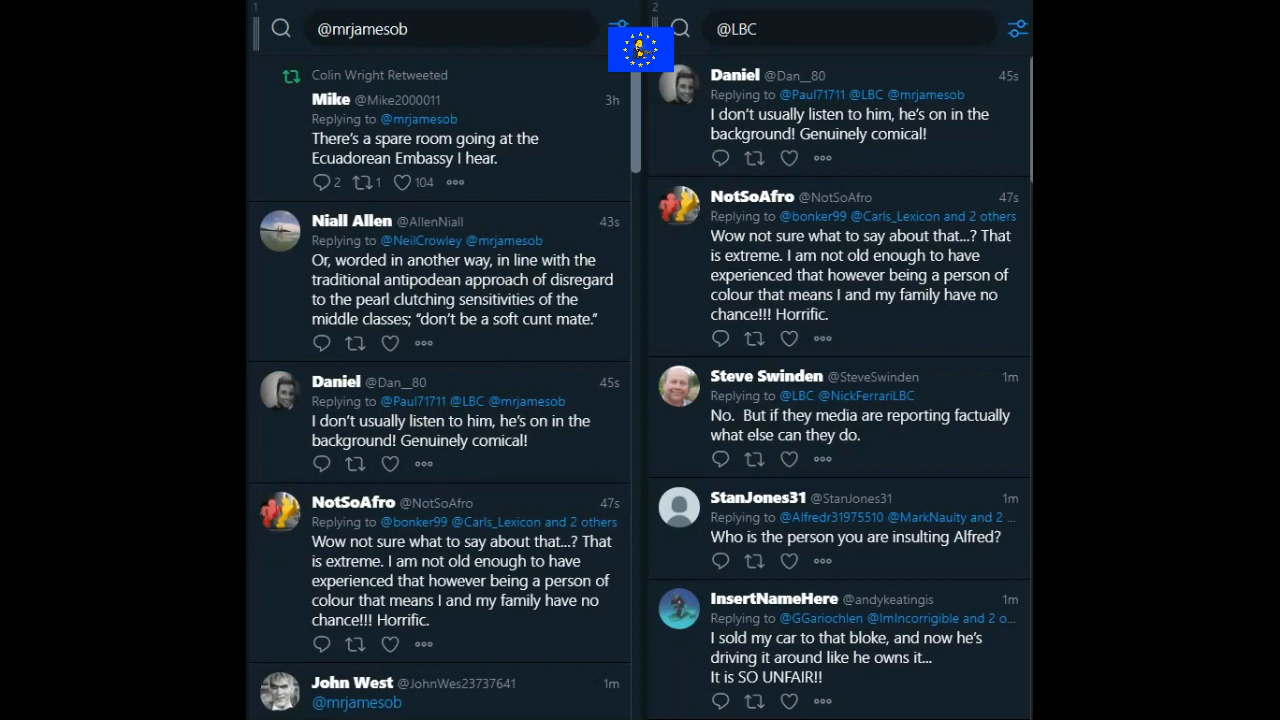 1
@mrjamesob
Colin Wright Retweeted
Mike @Mike2000011 3h
Replying to @mrjamesob
There's a spare room going at the
Ecuadorean Embassy I hear.
2 1 104
Niall Allen @AllenNiall 43s
Replying to @NeilCrowley @mrjamesob
Or, worded in another way, in line with the
traditional antipodean approach of disregard
to the pearl clutching sensitivities of the
middle classes; “don't be a soft cunt mate.”
Daniel @Dan__80 45s
Replying to @Paul71711 @LBC @mrjamesob
I don't usually listen to him, he's on in the
background! Genuinely comical!
NotSoAfro @NotSoAfro 47s
Replying to @bonker99 @Carls_Lexicon and 2 others
Wow not sure what to say about that...? That
is extreme. I am not old enough to have
experienced that however being a person of
colour that means I and my family have no
chance!!! Horrific.
John West @JohnWes23737641 1m
@mrjamesob
2
@LBC
Daniel @Dan__80 45s
Replying to @Paul71711 @LBC @mrjamesob
I don't usually listen to him, he's on in the
background! Genuinely comical!
NotSoAfro @NotSoAfro 47s
Replying to @bonker99 @Carls_Lexicon and 2 others
Wow not sure what to say about that...? That
is extreme. I am not old enough to have
experienced that however being a person of
colour that means I and my family have no
chance!!! Horrific.
Steve Swinden @SteveSwinden 1m
Replying to @LBC @NickFerrariLBC
No.  But if they media are reporting factually
what else can they do.
StanJones31 @StanJones31 1m
Replying to @Alfredr31975510 @MarkNaulty and 2 ...
Who is the person you are insulting Alfred?
InsertNameHere @andykeatingis 1m
Replying to @GGariochlen @ImIncorrigible and 2 o...
I sold my car to that bloke, and now he's
driving it around like he owns it...
It is SO UNFAIR!!